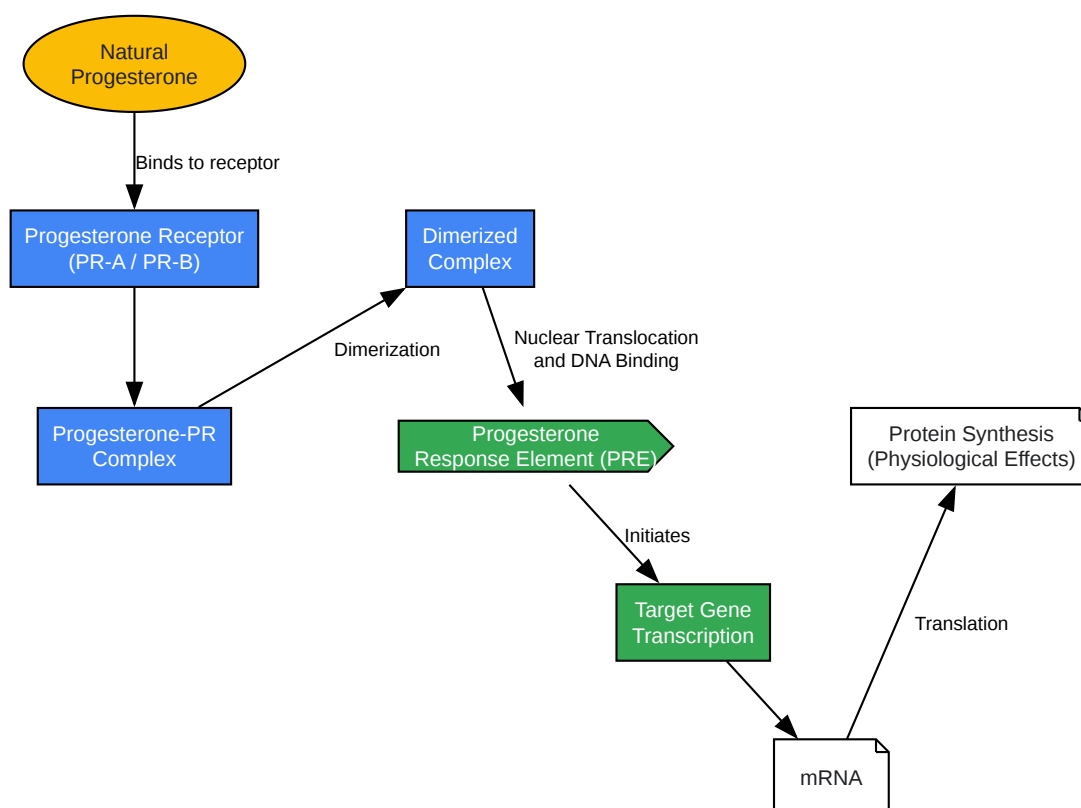 Natural
Progesterone
Binds to receptor
Progesterone Receptor
(PR-A / PR-B)
Dimerized
Complex
Dimerization
Nuclear Translocation
and DNA Binding
Progesterone-PR
Complex
Progesterone
Response Element (PRE)
Protein Synthesis
(Physiological Effects)
Initiates
Target Gene
Transcription
Translation
mRNA